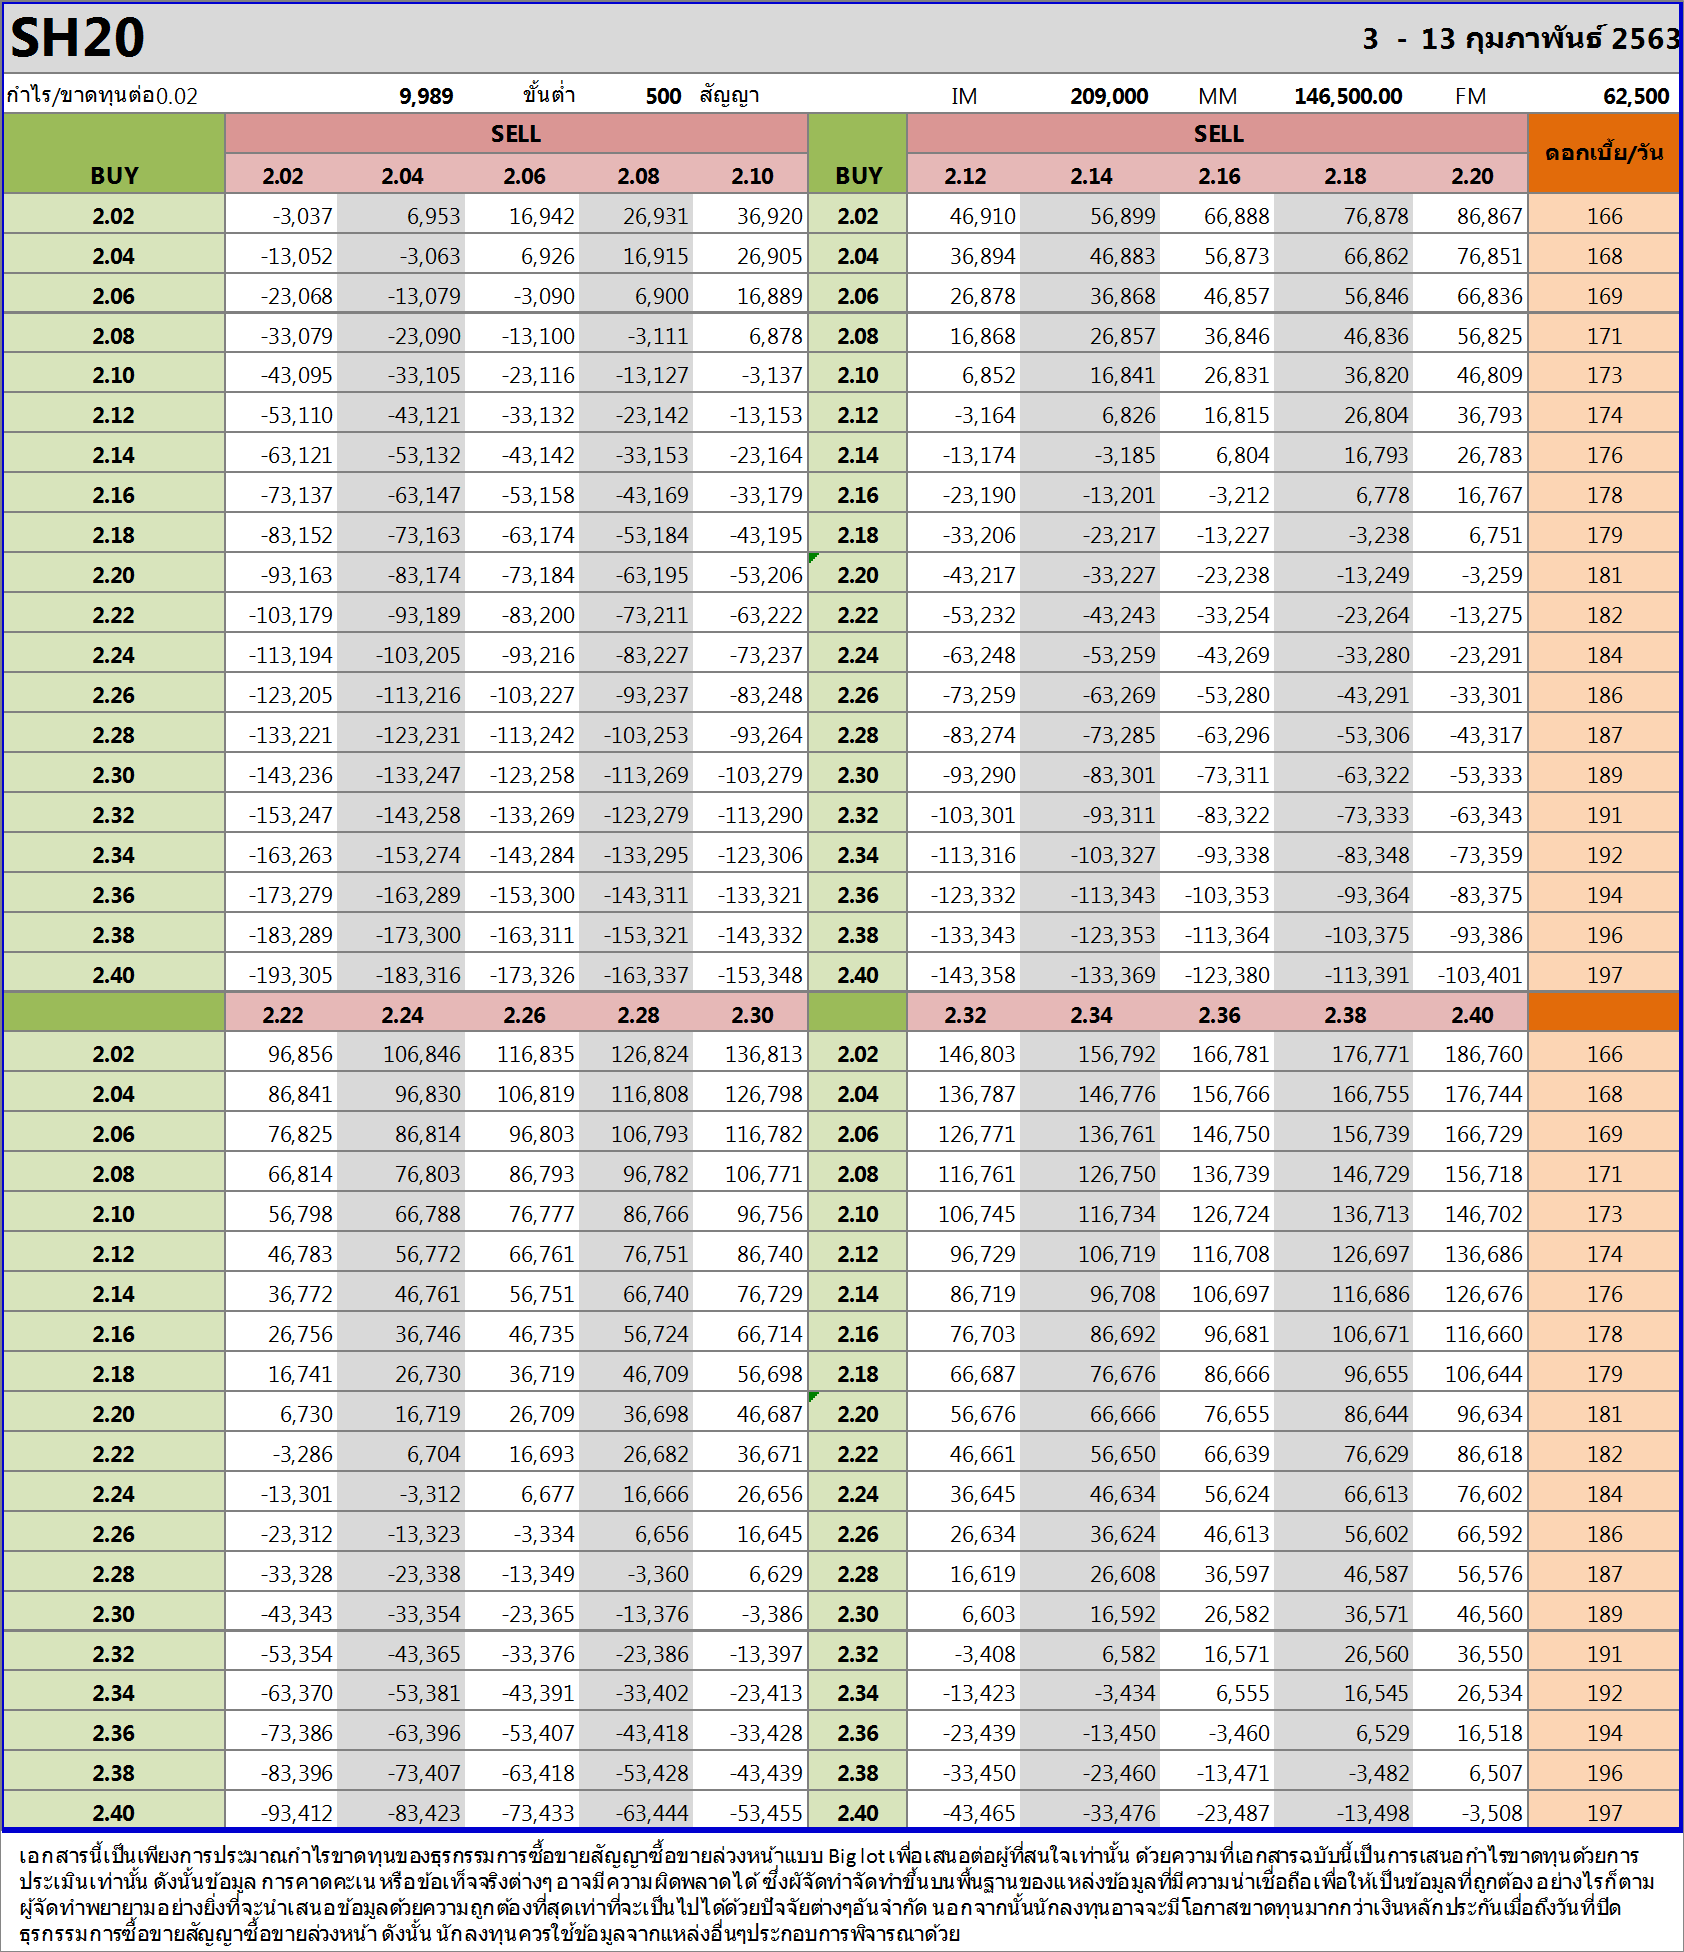 SH20 3 - 13 กุมภาพันธ์ 2563
กำไร/ขาดทุนต่อ0.02 9,989 ขั้นต่ำ 500 สัญญา IM 209,000 MM 146,500.00 FM 62,500
SELL SELL ดอกเบี้ย/วัน
BUY 2.02 2.04 2.06 2.08 2.10 BUY 2.12 2.14 2.16 2.18 2.20
2.02 -3,037 6,953 16,942 26,931 36,920 2.02 46,910 56,899 66,888 76,878 86,867 166
2.04 -13,052 -3,063 6,926 16,915 26,905 2.04 36,894 46,883 56,873 66,862 76,851 168
2.06 -23,068 -13,079 -3,090 6,900 16,889 2.06 26,878 36,868 46,857 56,846 66,836 169
2.08 -33,079 -23,090 -13,100 -3,111 6,878 2.08 16,868 26,857 36,846 46,836 56,825 171
2.10 -43,095 -33,105 -23,116 -13,127 -3,137 2.10 6,852 16,841 26,831 36,820 46,809 173
2.12 -53,110 -43,121 -33,132 -23,142 -13,153 2.12 -3,164 6,826 16,815 26,804 36,793 174
2.14 -63,121 -53,132 -43,142 -33,153 -23,164 2.14 -13,174 -3,185 6,804 16,793 26,783 176
2.16 -73,137 -63,147 -53,158 -43,169 -33,179 2.16 -23,190 -13,201 -3,212 6,778 16,767 178
2.18 -83,152 -73,163 -63,174 -53,184 -43,195 2.18 -33,206 -23,217 -13,227 -3,238 6,751 179
2.20 -93,163 -83,174 -73,184 -63,195 -53,206 2.20 -43,217 -33,227 -23,238 -13,249 -3,259 181
2.22 -103,179 -93,189 -83,200 -73,211 -63,222 2.22 -53,232 -43,243 -33,254 -23,264 -13,275 182
2.24 -113,194 -103,205 -93,216 -83,227 -73,237 2.24 -63,248 -53,259 -43,269 -33,280 -23,291 184
2.26 -123,205 -113,216 -103,227 -93,237 -83,248 2.26 -73,259 -63,269 -53,280 -43,291 -33,301 186
2.28 -133,221 -123,231 -113,242 -103,253 -93,264 2.28 -83,274 -73,285 -63,296 -53,306 -43,317 187
2.30 -143,236 -133,247 -123,258 -113,269 -103,279 2.30 -93,290 -83,301 -73,311 -63,322 -53,333 189
2.32 -153,247 -143,258 -133,269 -123,279 -113,290 2.32 -103,301 -93,311 -83,322 -73,333 -63,343 191
2.34 -163,263 -153,274 -143,284 -133,295 -123,306 2.34 -113,316 -103,327 -93,338 -83,348 -73,359 192
2.36 -173,279 -163,289 -153,300 -143,311 -133,321 2.36 -123,332 -113,343 -103,353 -93,364 -83,375 194
2.38 -183,289 -173,300 -163,311 -153,321 -143,332 2.38 -133,343 -123,353 -113,364 -103,375 -93,386 196
2.40 -193,305 -183,316 -173,326 -163,337 -153,348 2.40 -143,358 -133,369 -123,380 -113,391 -103,401 197
2.22 2.24 2.26 2.28 2.30 2.32 2.34 2.36 2.38 2.40
2.02 96,856 106,846 116,835 126,824 136,813 2.02 146,803 156,792 166,781 176,771 186,760 166
2.04 86,841 96,830 106,819 116,808 126,798 2.04 136,787 146,776 156,766 166,755 176,744 168
2.06 76,825 86,814 96,803 106,793 116,782 2.06 126,771 136,761 146,750 156,739 166,729 169
2.08 66,814 76,803 86,793 96,782 106,771 2.08 116,761 126,750 136,739 146,729 156,718 171
2.10 56,798 66,788 76,777 86,766 96,756 2.10 106,745 116,734 126,724 136,713 146,702 173
2.12 46,783 56,772 66,761 76,751 86,740 2.12 96,729 106,719 116,708 126,697 136,686 174
2.14 36,772 46,761 56,751 66,740 76,729 2.14 86,719 96,708 106,697 116,686 126,676 176
2.16 26,756 36,746 46,735 56,724 66,714 2.16 76,703 86,692 96,681 106,671 116,660 178
2.18 16,741 26,730 36,719 46,709 56,698 2.18 66,687 76,676 86,666 96,655 106,644 179
2.20 6,730 16,719 26,709 36,698 46,687 2.20 56,676 66,666 76,655 86,644 96,634 181
2.22 -3,286 6,704 16,693 26,682 36,671 2.22 46,661 56,650 66,639 76,629 86,618 182
2.24 -13,301 -3,312 6,677 16,666 26,656 2.24 36,645 46,634 56,624 66,613 76,602 184
2.26 -23,312 -13,323 -3,334 6,656 16,645 2.26 26,634 36,624 46,613 56,602 66,592 186
2.28 -33,328 -23,338 -13,349 -3,360 6,629 2.28 16,619 26,608 36,597 46,587 56,576 187
2.30 -43,343 -33,354 -23,365 -13,376 -3,386 2.30 6,603 16,592 26,582 36,571 46,560 189
2.32 -53,354 -43,365 -33,376 -23,386 -13,397 2.32 -3,408 6,582 16,571 26,560 36,550 191
2.34 -63,370 -53,381 -43,391 -33,402 -23,413 2.34 -13,423 -3,434 6,555 16,545 26,534 192
2.36 -73,386 -63,396 -53,407 -43,418 -33,428 2.36 -23,439 -13,450 -3,460 6,529 16,518 194
2.38 -83,396 -73,407 -63,418 -53,428 -43,439 2.38 -33,450 -23,460 -13,471 -3,482 6,507 196
2.40 -93,412 -83,423 -73,433 -63,444 -53,455 2.40 -43,465 -33,476 -23,487 -13,498 -3,508 197
เอกสารนี้เป็นเพียงการประมาณกำไรขาดทุนของธุรกรรมการซื้อขายสัญญาซื้อขายล่วงหน้าแบบ Big lot เพื่อเสนอต่อผู้ที่สนใจเท่านั้น ด้วยความที่เอกสารฉบับนี้เป็นการเสนอกำไรขาดทุนด้วยการ
ประเมินเท่านั้น ดังนั้นข้อมูล การคาดคะเน หรือข้อเท็จจริงต่างๆ อาจมีความผิดพลาดได้ ซึ่งผู้จัดทำจัดทำขึ้นบนพื้นฐานของแหล่งข้อมูลที่มีความน่าเชื่อถือเพื่อให้เป็นข้อมูลที่ถูกต้อง อย่างไรก็ตาม
ผู้จัดทำพยายามอย่างยิ่งที่จะนำเสนอข้อมูลด้วยความถูกต้องที่สุดเท่าที่จะเป็นไปได้ด้วยปัจจัยต่างๆอันจำกัด นอกจากนั้นนักลงทุนอาจจะมีโอกาสขาดทุนมากกว่าเงินหลักประกันเมื่อถึงวันที่ปิด
ธุรกรรมการซื้อขายสัญญาซื้อขายล่วงหน้า ดังนั้น นักลงทุนควรใช้ข้อมูลจากแหล่งอื่นๆประกอบการพิจารณาด้วย